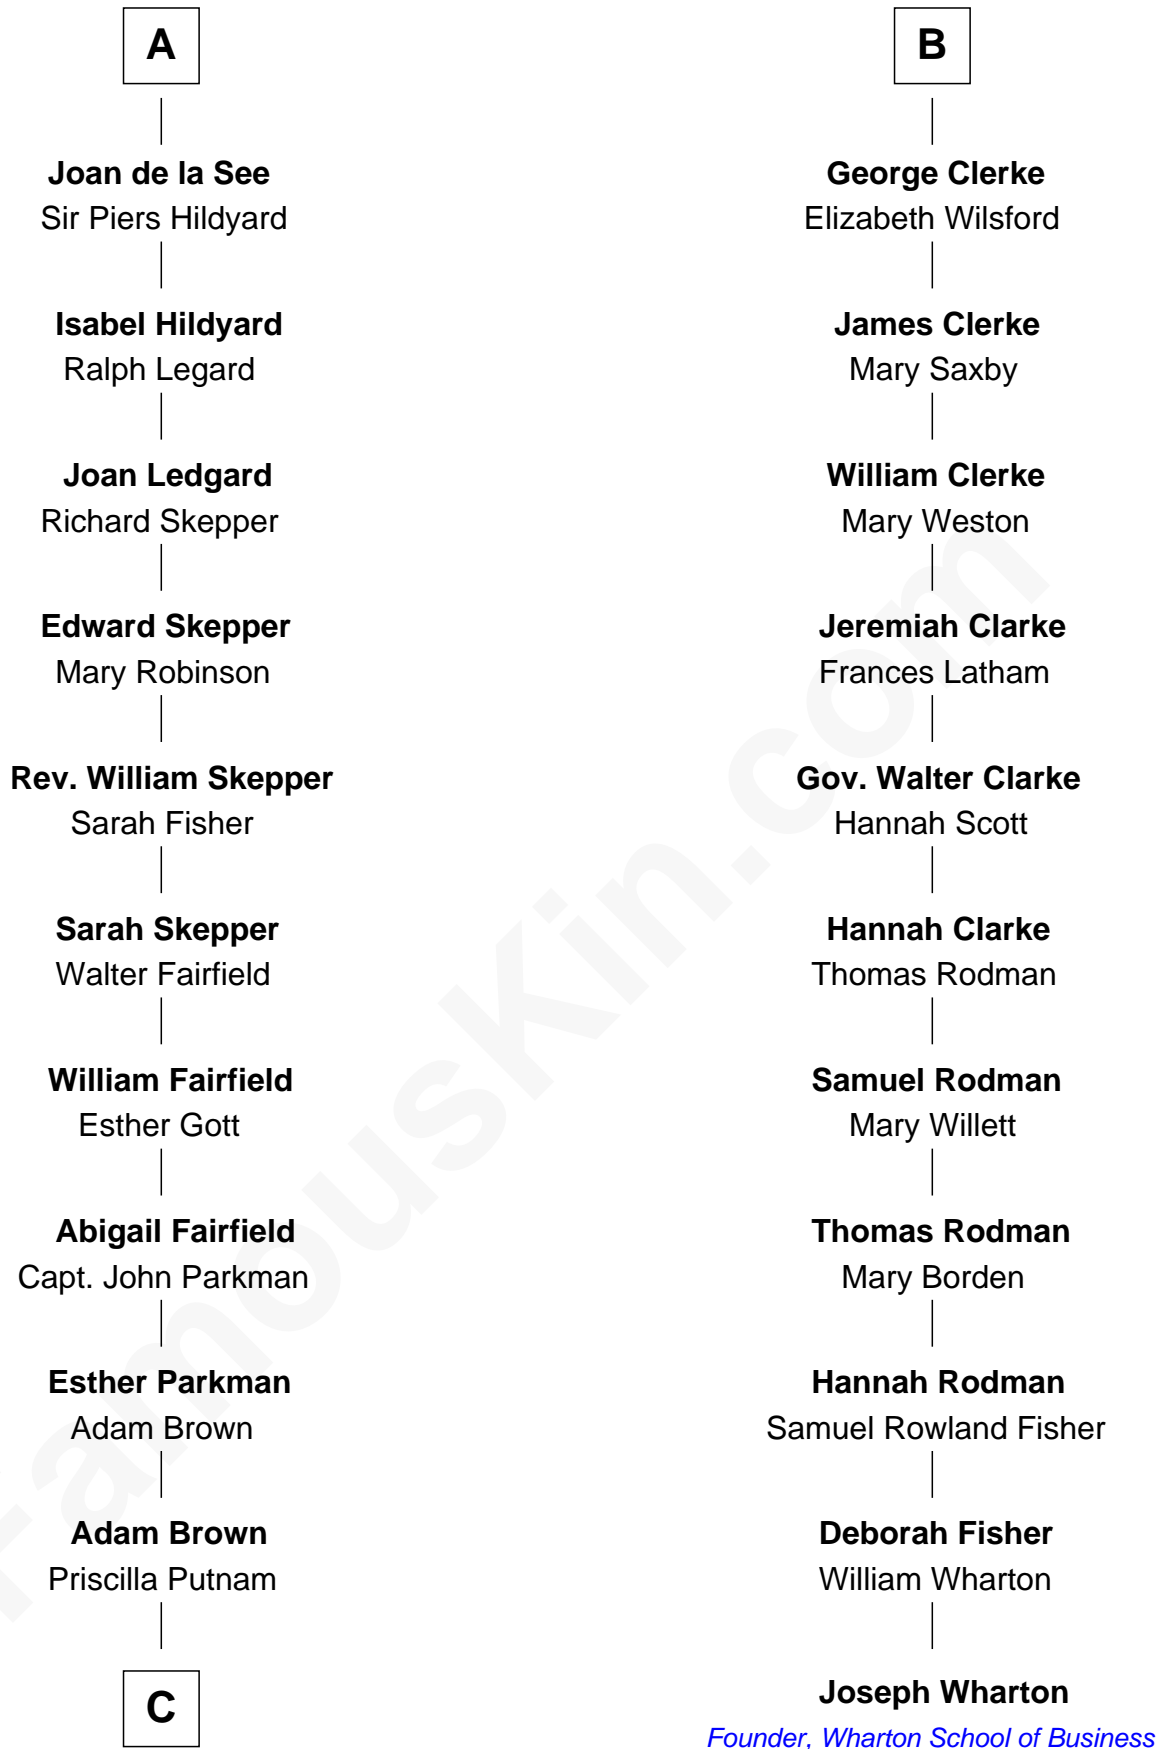 A
Joan de la See
Sir Piers Hildyard
Isabel Hildyard
Ralph Legard
Joan Ledgard
Richard Skepper
Edward Skepper
Mary Robinson
Rev. William Skepper
Sarah Fisher
Sarah Skepper
Walter Fairfield
William Fairfield
Esther Gott
Abigail Fairfield
Capt. John Parkman
Esther Parkman
Adam Brown
Adam Brown
Priscilla Putnam
C
B
George Clerke
Elizabeth Wilsford
James Clerke
Mary Saxby
William Clerke
Mary Weston
Jeremiah Clarke
Frances Latham
Gov. Walter Clarke
Hannah Scott
Hannah Clarke
Thomas Rodman
Samuel Rodman
Mary Willett
Thomas Rodman
Mary Borden
Hannah Rodman
Samuel Rowland Fisher
Deborah Fisher
William Wharton
Joseph Wharton
Founder, Wharton School of Business
FamousKin.com